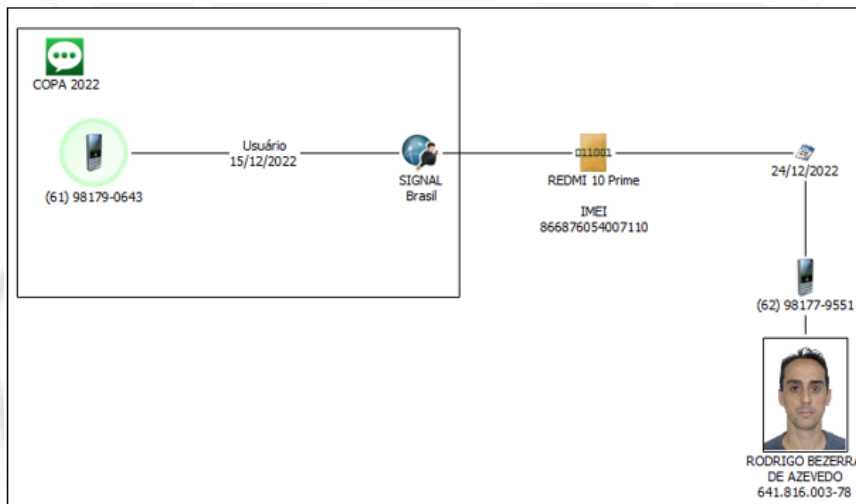 COPA 2022
Usuário
15/12/2022
(61) 98179-0643
SIGNAL
Brasil
011001
REDMI 10 Prime
IMEI
866876054007110
24/12/2022
(62) 98177-9551
RODRIGO BEZERRA
DE AZEVEDO
641.816.003-78